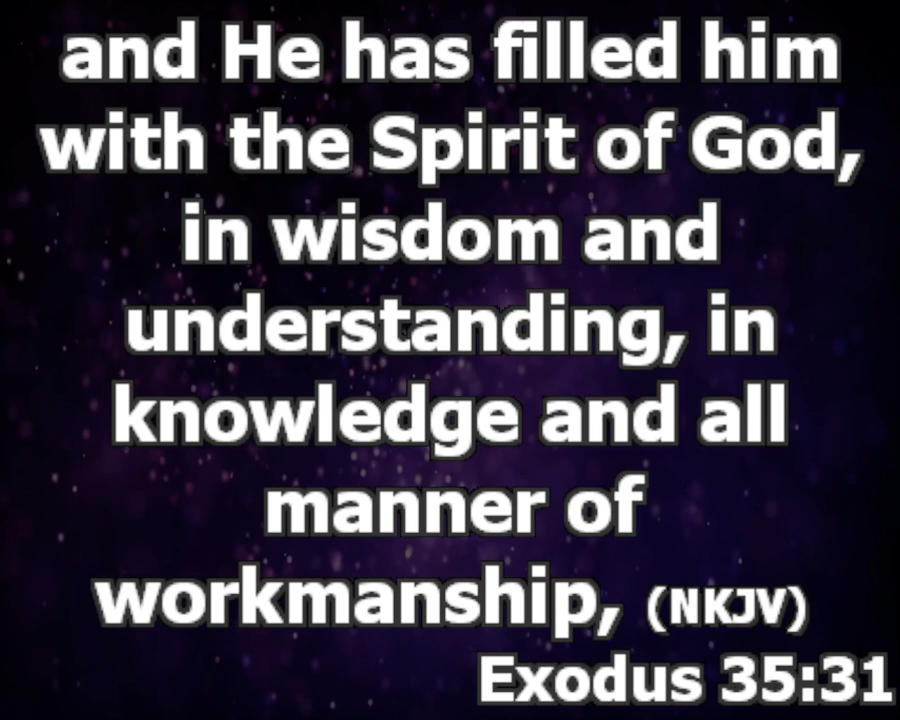 and He has filled him
with the Spirit of God,
in wisdom and
understanding, in
knowledge and all
manner of
workmanship, (NKJV)
Exodus 35:31